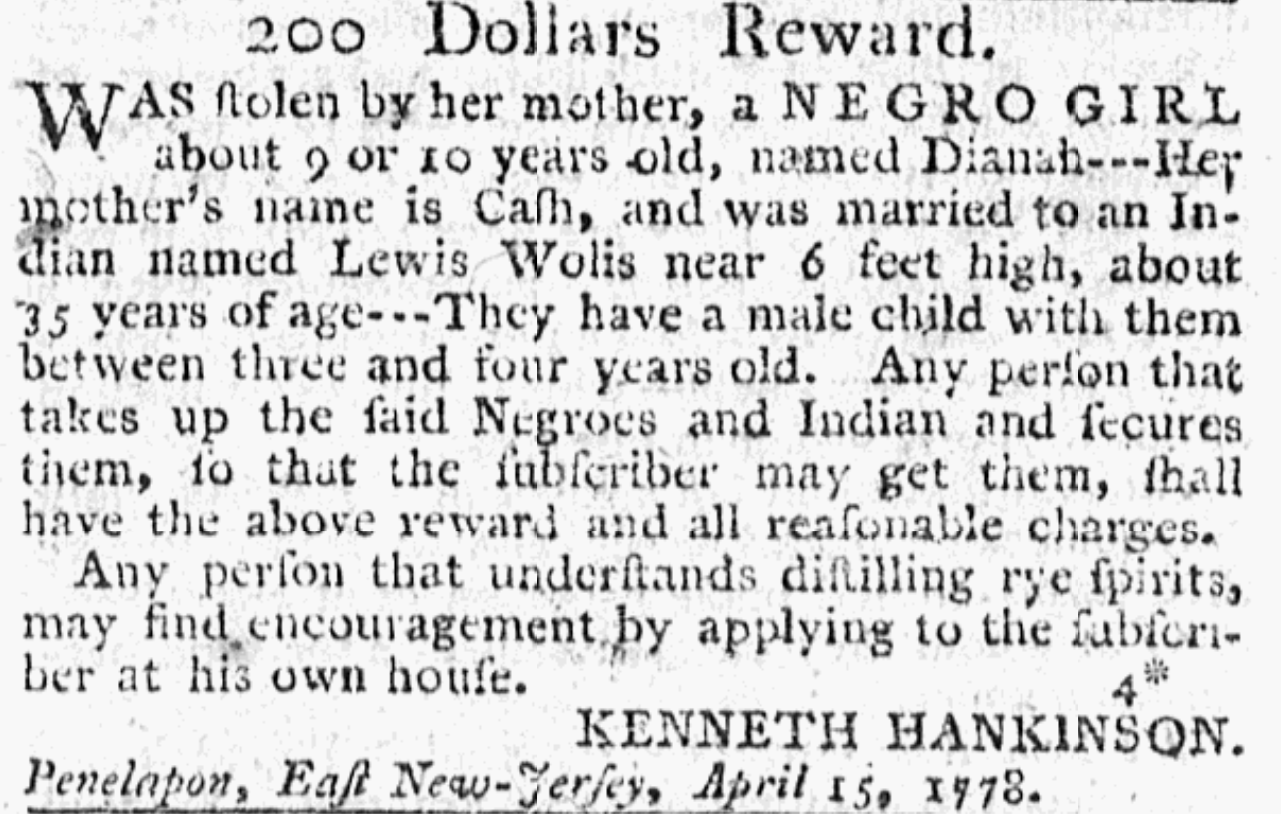 200 Dollars Reward.
WAS ſtolen by her mother, a NEGRO GIRL
about 9 or 10 years old, named Dianah---Her
mother's name is Caſh, and was married to an In-
dian named Lewis Wolis near 6 feet high, about
35 years of age---They have a male child with them
between three and four years old. Any perſon that
takes up the ſaid Negroes and Indian and ſecures
them, ſo that the ſubſcriber may get them, ſhall
have the above reward and all reaſonable charges.
Any perſon that underſtands diſtilling rye ſpirits,
may find encouragement by applying to the ſubſcri-
ber at his own houſe.
4*
KENNETH HANKINSON.
Penelapon, Eaſt New-Jerſey, April 15, 1778.